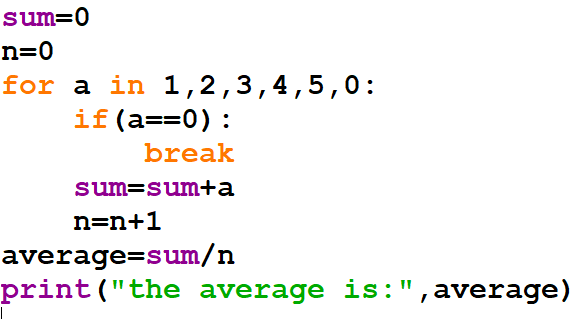 sum=0
n=0
for a in 1,2,3,4,5,0:
    if(a==0):
        break
    sum=sum+a
    n=n+1
average=sum/n
print("the average is:",average)